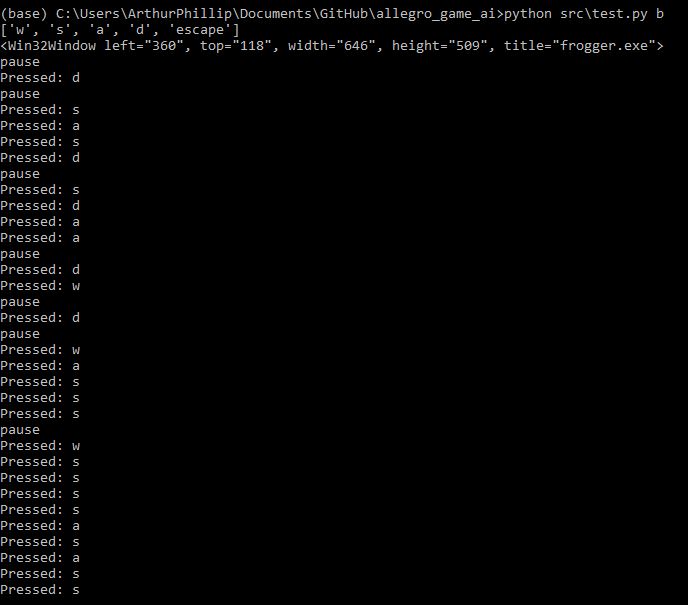 (base) C:\Users\ArthurPhillip\Documents\GitHub\allegro_game_ai>python src\test.py b
['w', 's', 'a', 'd', 'escape']
<Win32Window left="360", top="118", width="646", height="509", title="frogger.exe">
pause
Pressed: d
pause
Pressed: s
Pressed: a
Pressed: s
Pressed: d
pause
Pressed: s
Pressed: d
Pressed: a
Pressed: a
pause
Pressed: d
Pressed: w
pause
Pressed: d
pause
Pressed: w
Pressed: a
Pressed: s
Pressed: s
Pressed: s
pause
Pressed: w
Pressed: s
Pressed: s
Pressed: s
Pressed: s
Pressed: a
Pressed: s
Pressed: a
Pressed: s
Pressed: s